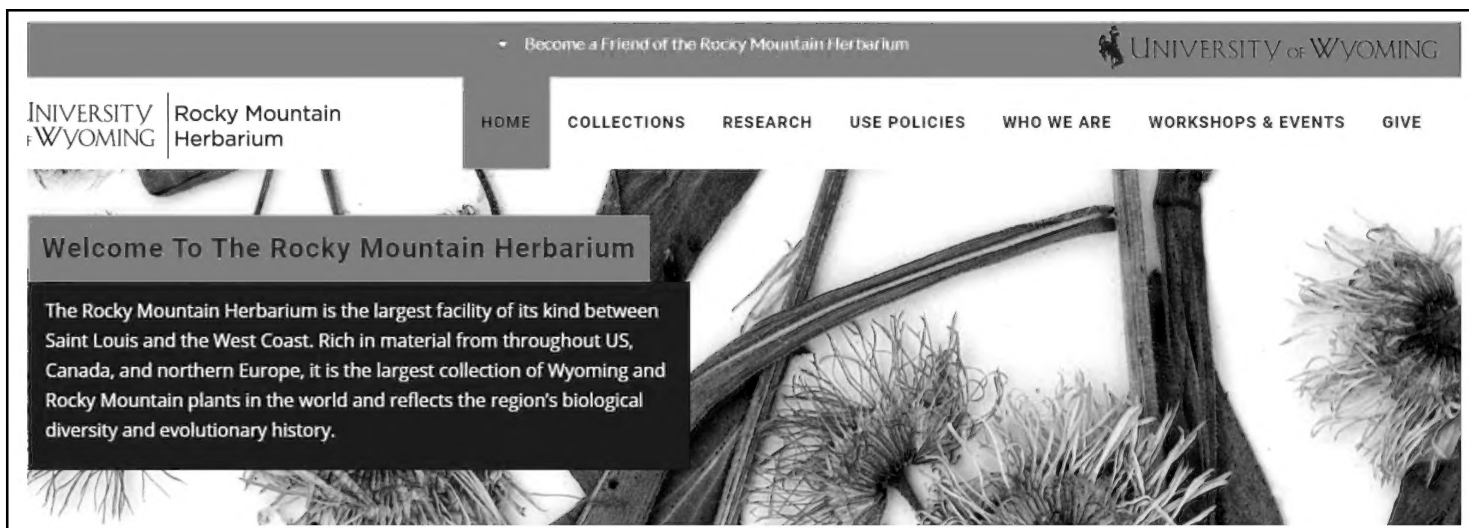 Become a Friend of the Rocky Mountain Herbarium
UNIVERSITY OF WYOMING
UNIVERSITY
OF WYOMING
Rocky Mountain
Herbarium
HOME COLLECTIONS RESEARCH USE POLICIES WHO WE ARE WORKSHOPS & EVENTS GIVE
Welcome To The Rocky Mountain Herbarium
The Rocky Mountain Herbarium is the largest facility of its kind between
Saint Louis and the West Coast. Rich in material from throughout US,
Canada, and northern Europe, it is the largest collection of Wyoming and
Rocky Mountain plants in the world and reflects the region's biological
diversity and evolutionary history.